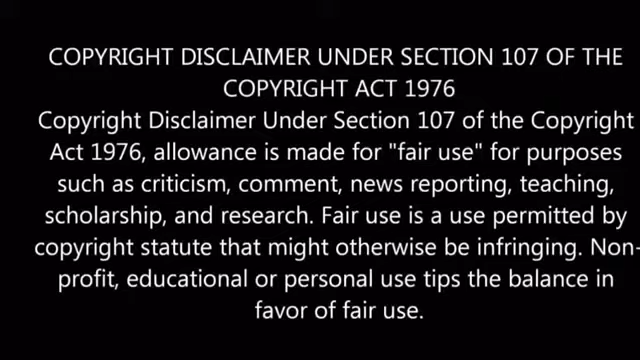 COPYRIGHT DISCLAIMER UNDER SECTION 107 OF THE
COPYRIGHT ACT 1976
Copyright Disclaimer Under Section 107 of the Copyright
Act 1976, allowance is made for "fair use" for purposes
such as criticism, comment, news reporting, teaching,
scholarship, and research. Fair use is a use permitted by
copyright statute that might otherwise be infringing. Non-
profit, educational or personal use tips the balance in
favor of fair use.